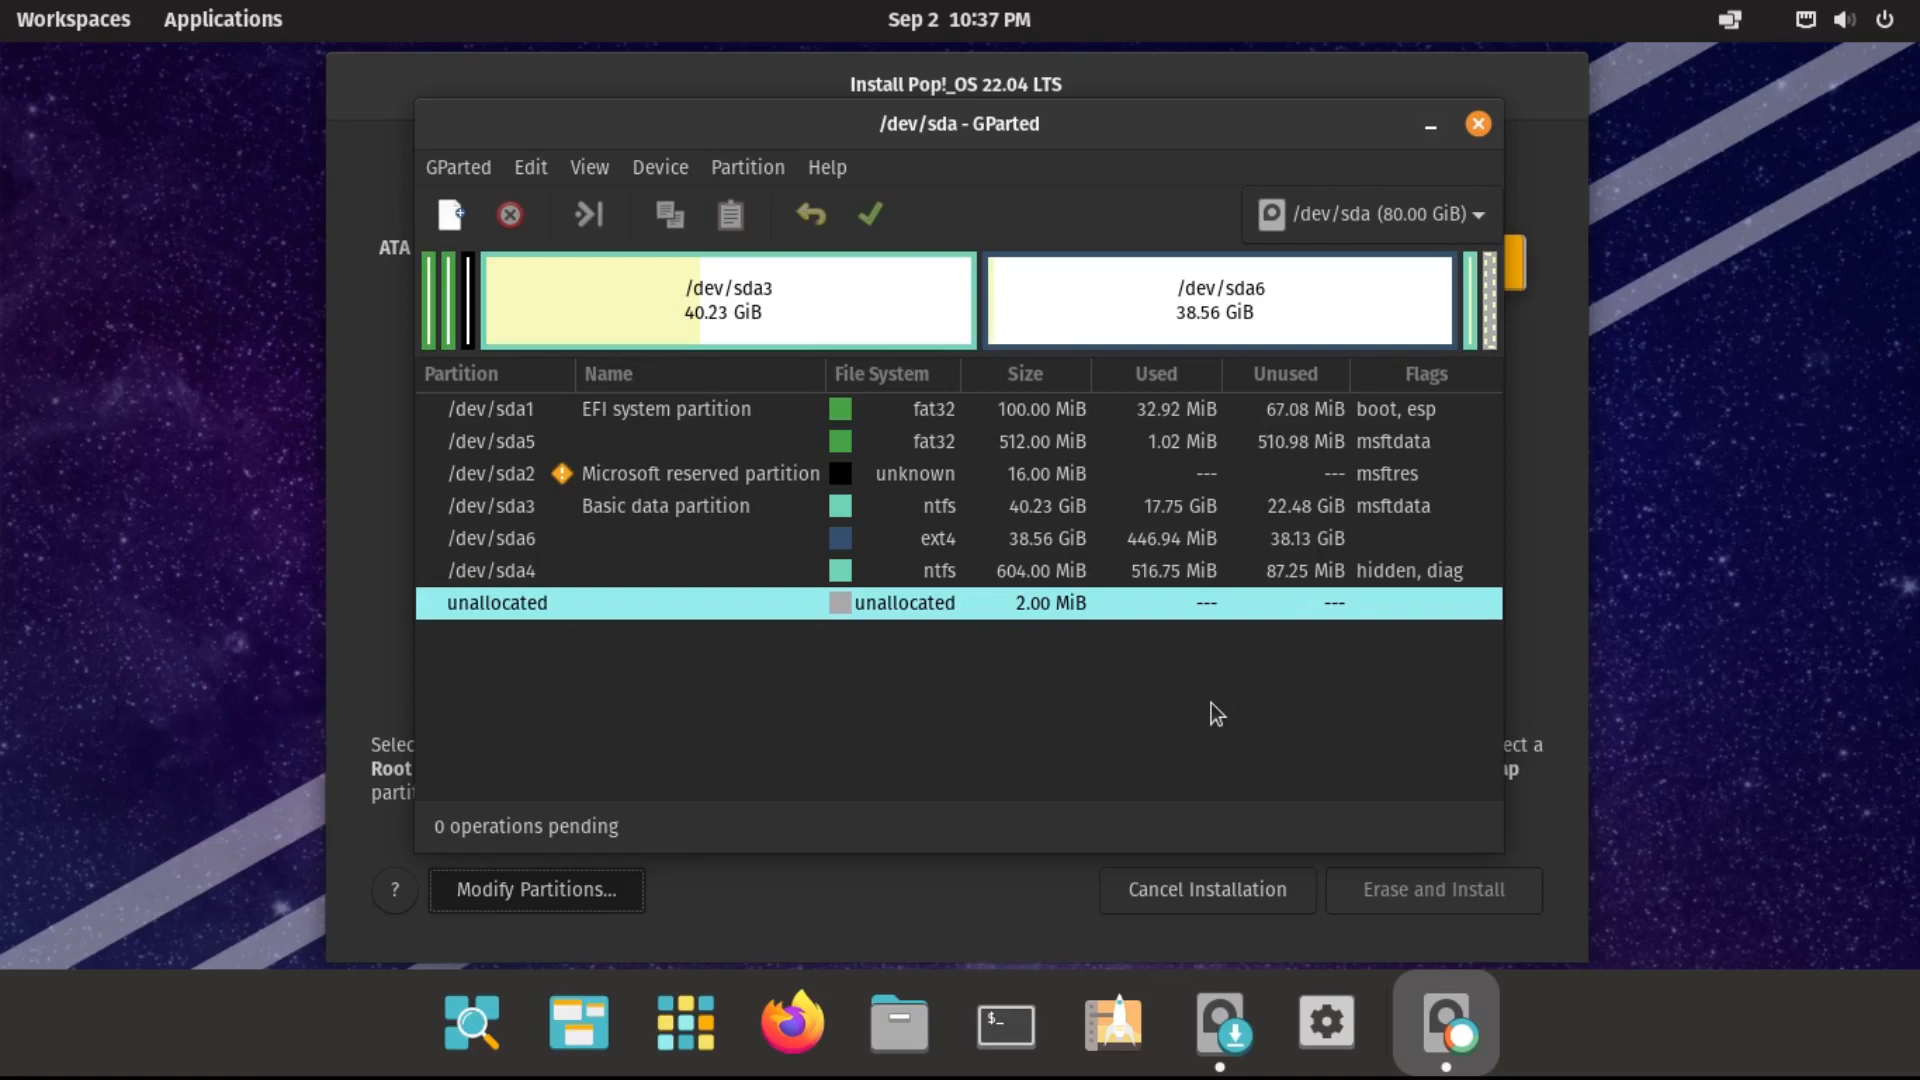 Workspaces Applications Sep 2 10:37 PM
Install Pop!_OS 22.04 LTS
/dev/sda - GParted
GParted Edit View Device Partition Help
/dev/sda (80.00 GiB)
ATA
/dev/sda3
40.23 GiB
/dev/sda6
38.56 GiB
Partition Name File System Size Used Unused Flags
/dev/sda1 EFI system partition fat32 100.00 MiB 32.92 MiB 67.08 MiB boot, esp
/dev/sda5 fat32 512.00 MiB 1.02 MiB 510.98 MiB msftdata
/dev/sda2 Microsoft reserved partition unknown 16.00 MiB --- --- msftres
/dev/sda3 Basic data partition ntfs 40.23 GiB 17.75 GiB 22.48 GiB msftdata
/dev/sda6 ext4 38.56 GiB 446.94 MiB 38.13 GiB
/dev/sda4 ntfs 604.00 MiB 516.75 MiB 87.25 MiB hidden, diag
unallocated unallocated 2.00 MiB --- ---
Selec ect a
Root ap
partit
0 operations pending
? Modify Partitions... Cancel Installation Erase and Install
$_